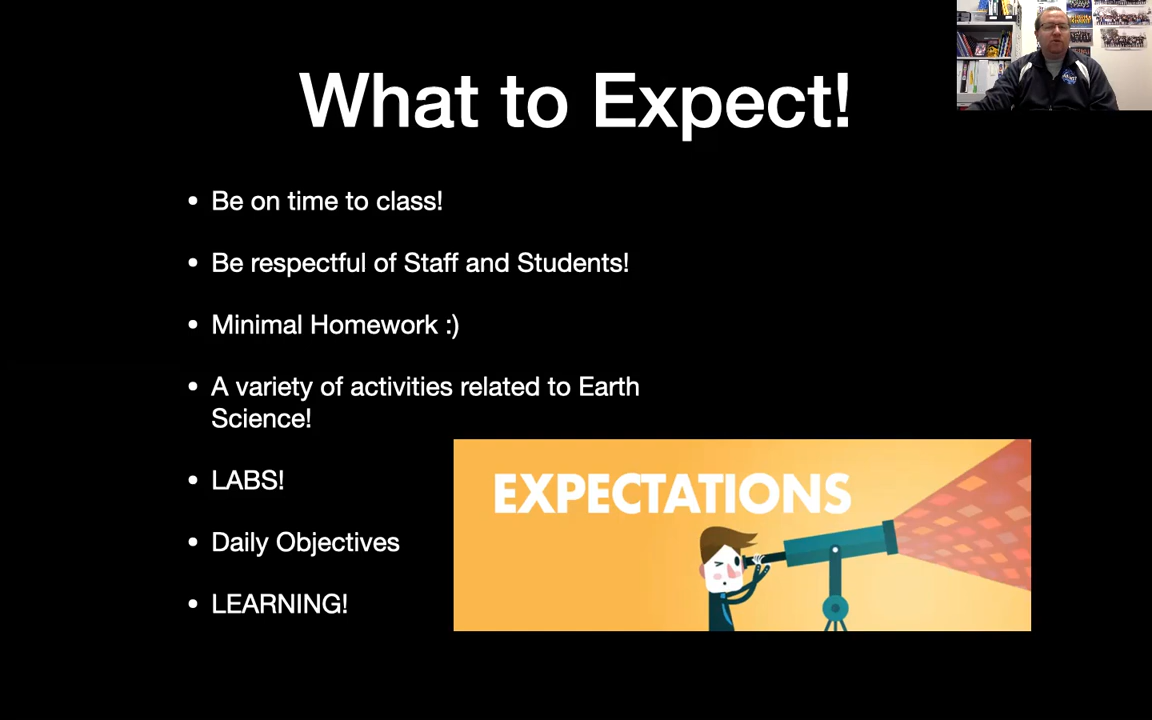 What to Expect!
• Be on time to class!
• Be respectful of Staff and Students!
• Minimal Homework :)
• A variety of activities related to Earth
Science!
• LABS!
• Daily Objectives
• LEARNING!
EXPECTATIONS